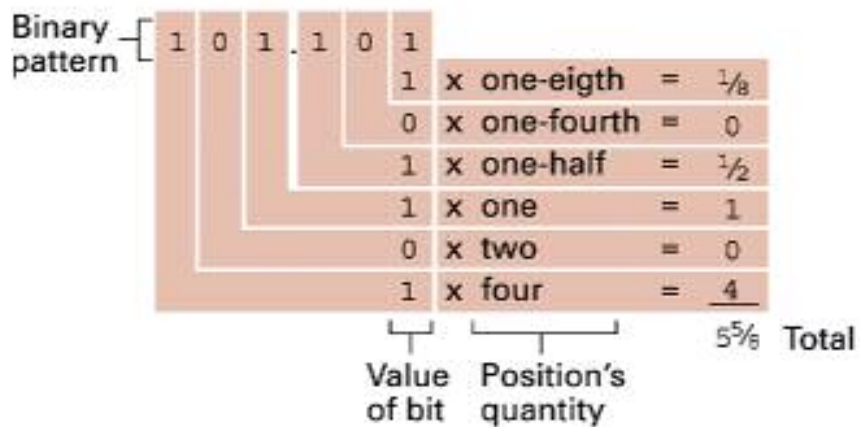 Binary pattern
1 0 1 . 1 0 1
1 x one-eigth = 1/8
0 x one-fourth = 0
1 x one-half = 1/2
1 x one = 1
0 x two = 0
1 x four = 4
5 5/8 Total
Value of bit
Position's quantity